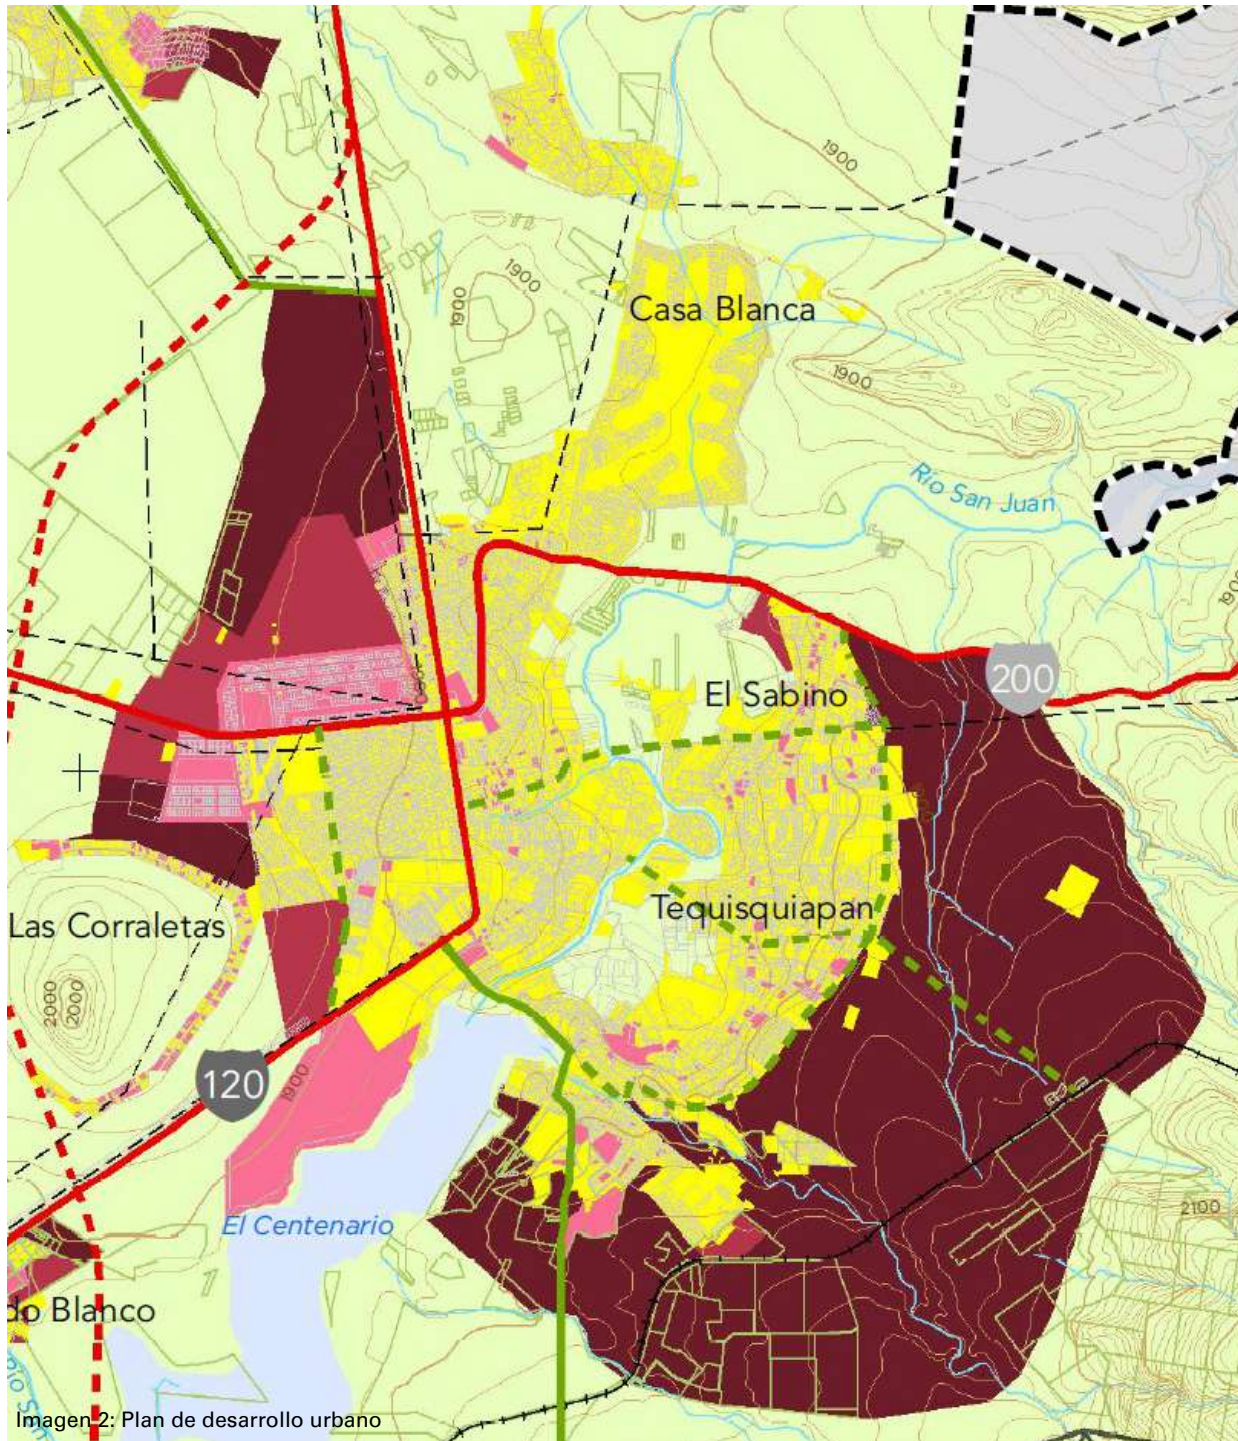 1900
1900
1900
Casa Blanca
1900
Río San Juan
1900
200
El Sabino
Las Corraletas
Tequisquiapan
2000
2000
120
1900
2100
El Centenario
do Blanco
Imagen 2: Plan de desarrollo urbano